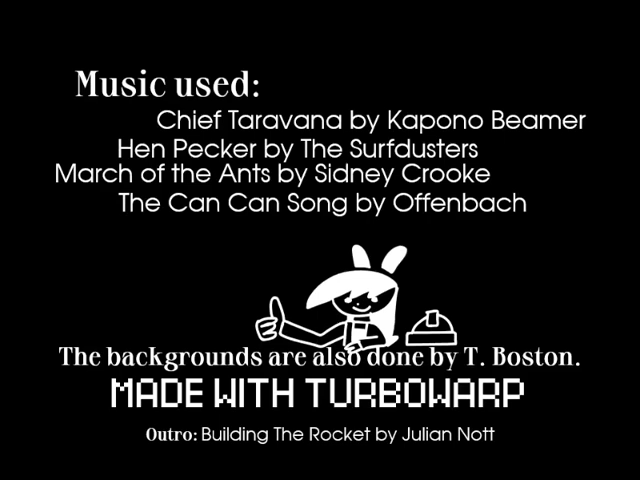 Music used:
Chief Taravana by Kapono Beamer
Hen Pecker by The Surfdusters
March of the Ants by Sidney Crooke
The Can Can Song by Offenbach
The backgrounds are also done by T. Boston.
MADE WITH TURBOWARP
Outro: Building The Rocket by Julian Nott